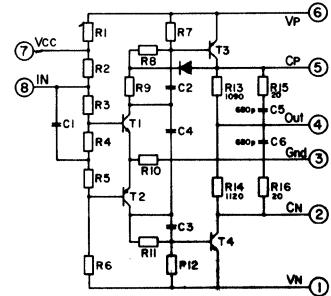 R1
R7
6
VP
7
VCC
R8
T3
R2
CP
5
8
IN
R9
C2
R13
1090
R15
20
R3
680p
C5
C1
T1
C4
Out
4
R4
680p
C6
Gnd
3
R10
R5
T2
R14
1120
R16
20
C3
CN
2
R11
T4
R6
R12
VN
1